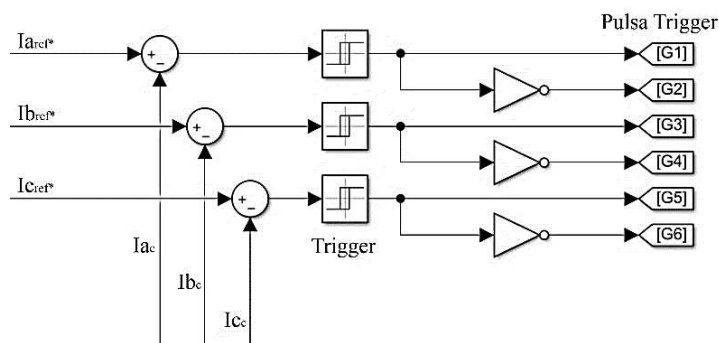 Pulsa Trigger
Iaref*
[G1]
[G2]
Ibref*
[G3]
[G4]
Icref*
[G5]
Trigger
[G6]
Iac
Ibc
Icc